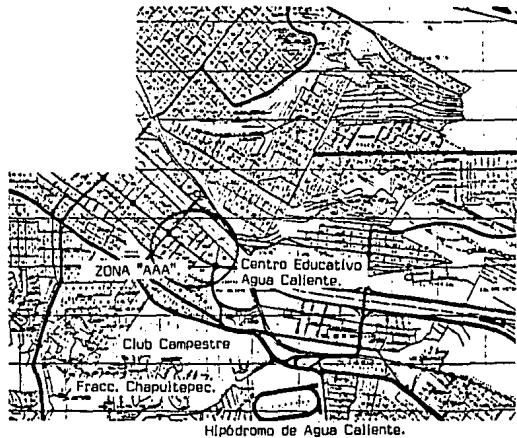 ZONA "AAA"
Centro Educativo
Agua Caliente.
Club Campestre
Fracc. Chapultepec.
Hipódromo de Agua Caliente.